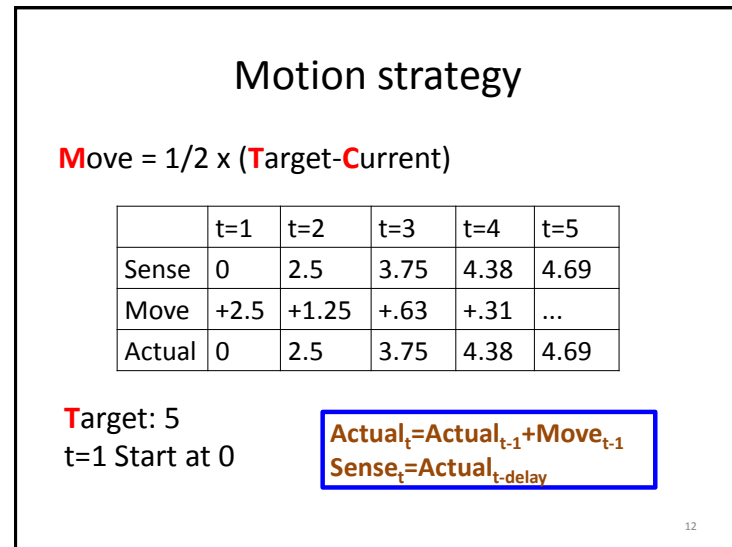 Motion strategy
Move = 1/2 x (Target-Current)
t=1 t=2 t=3 t=4 t=5
Sense 0 2.5 3.75 4.38 4.69
Move +2.5 +1.25 +.63 +.31 ...
Actual 0 2.5 3.75 4.38 4.69
Target: 5
t=1 Start at 0
Actualt=Actualt-1+Movet-1
Senset=Actualt-delay
12